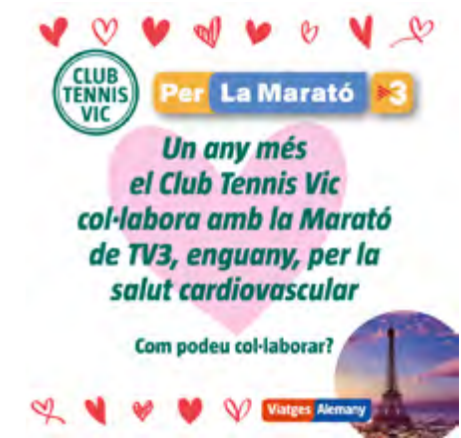 CLUB
TENNIS
VIC
Per La Marató 3
Un any més
el Club Tennis Vic
col·labora amb la Marató
de TV3, enguany, per la
salut cardiovascular
Com podeu col·laborar?
Viatges Alemany